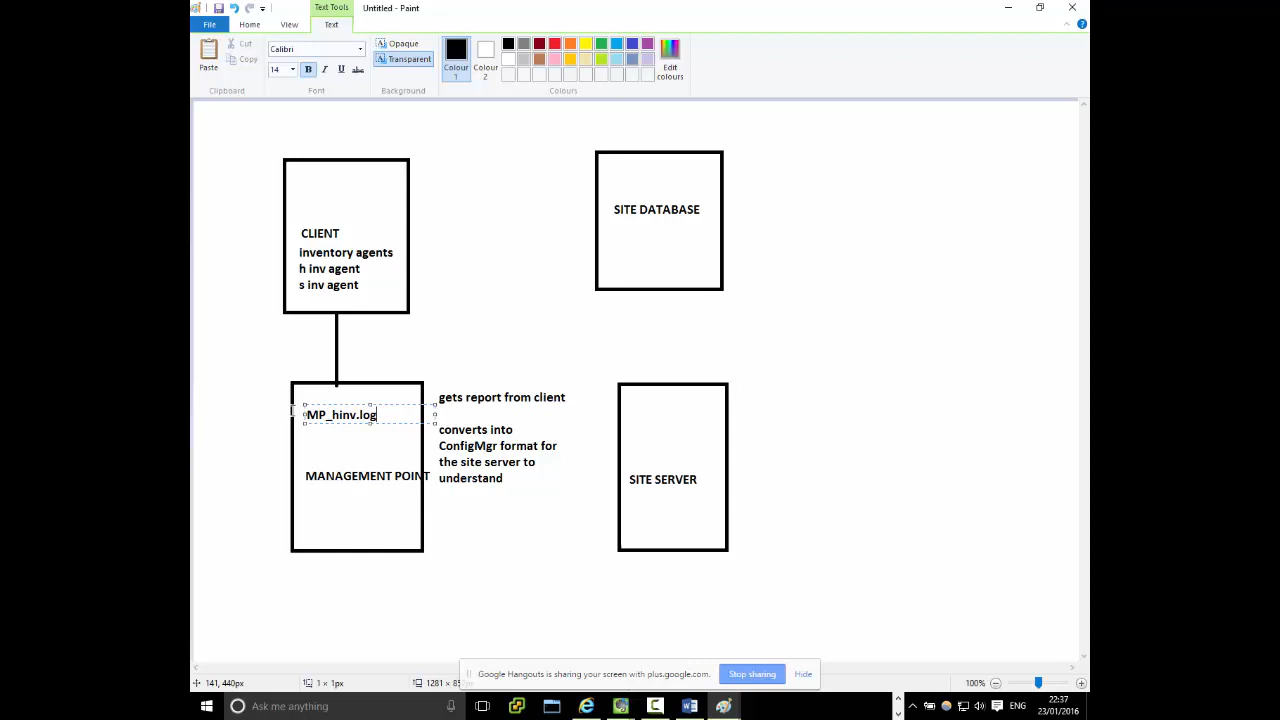 Text Tools
Untitled - Paint
File
Home
View
Text
Paste
Cut
Copy
Clipboard
Calibri
14
B
I
U
abc
Font
A
Opaque
A
Transparent
Background
Colour
1
Colour
2
Edit
colours
Colours
CLIENT
inventory agents
h inv agent
s inv agent
SITE DATABASE
MP_hinv.log
MANAGEMENT POINT
gets report from client
converts into
ConfigMgr format for
the site server to
understand
SITE SERVER
Google Hangouts is sharing your screen with plus.google.com.
Stop sharing
Hide
141, 440px
1 × 1px
100%
Ask me anything
ENG
22:37
23/01/2016